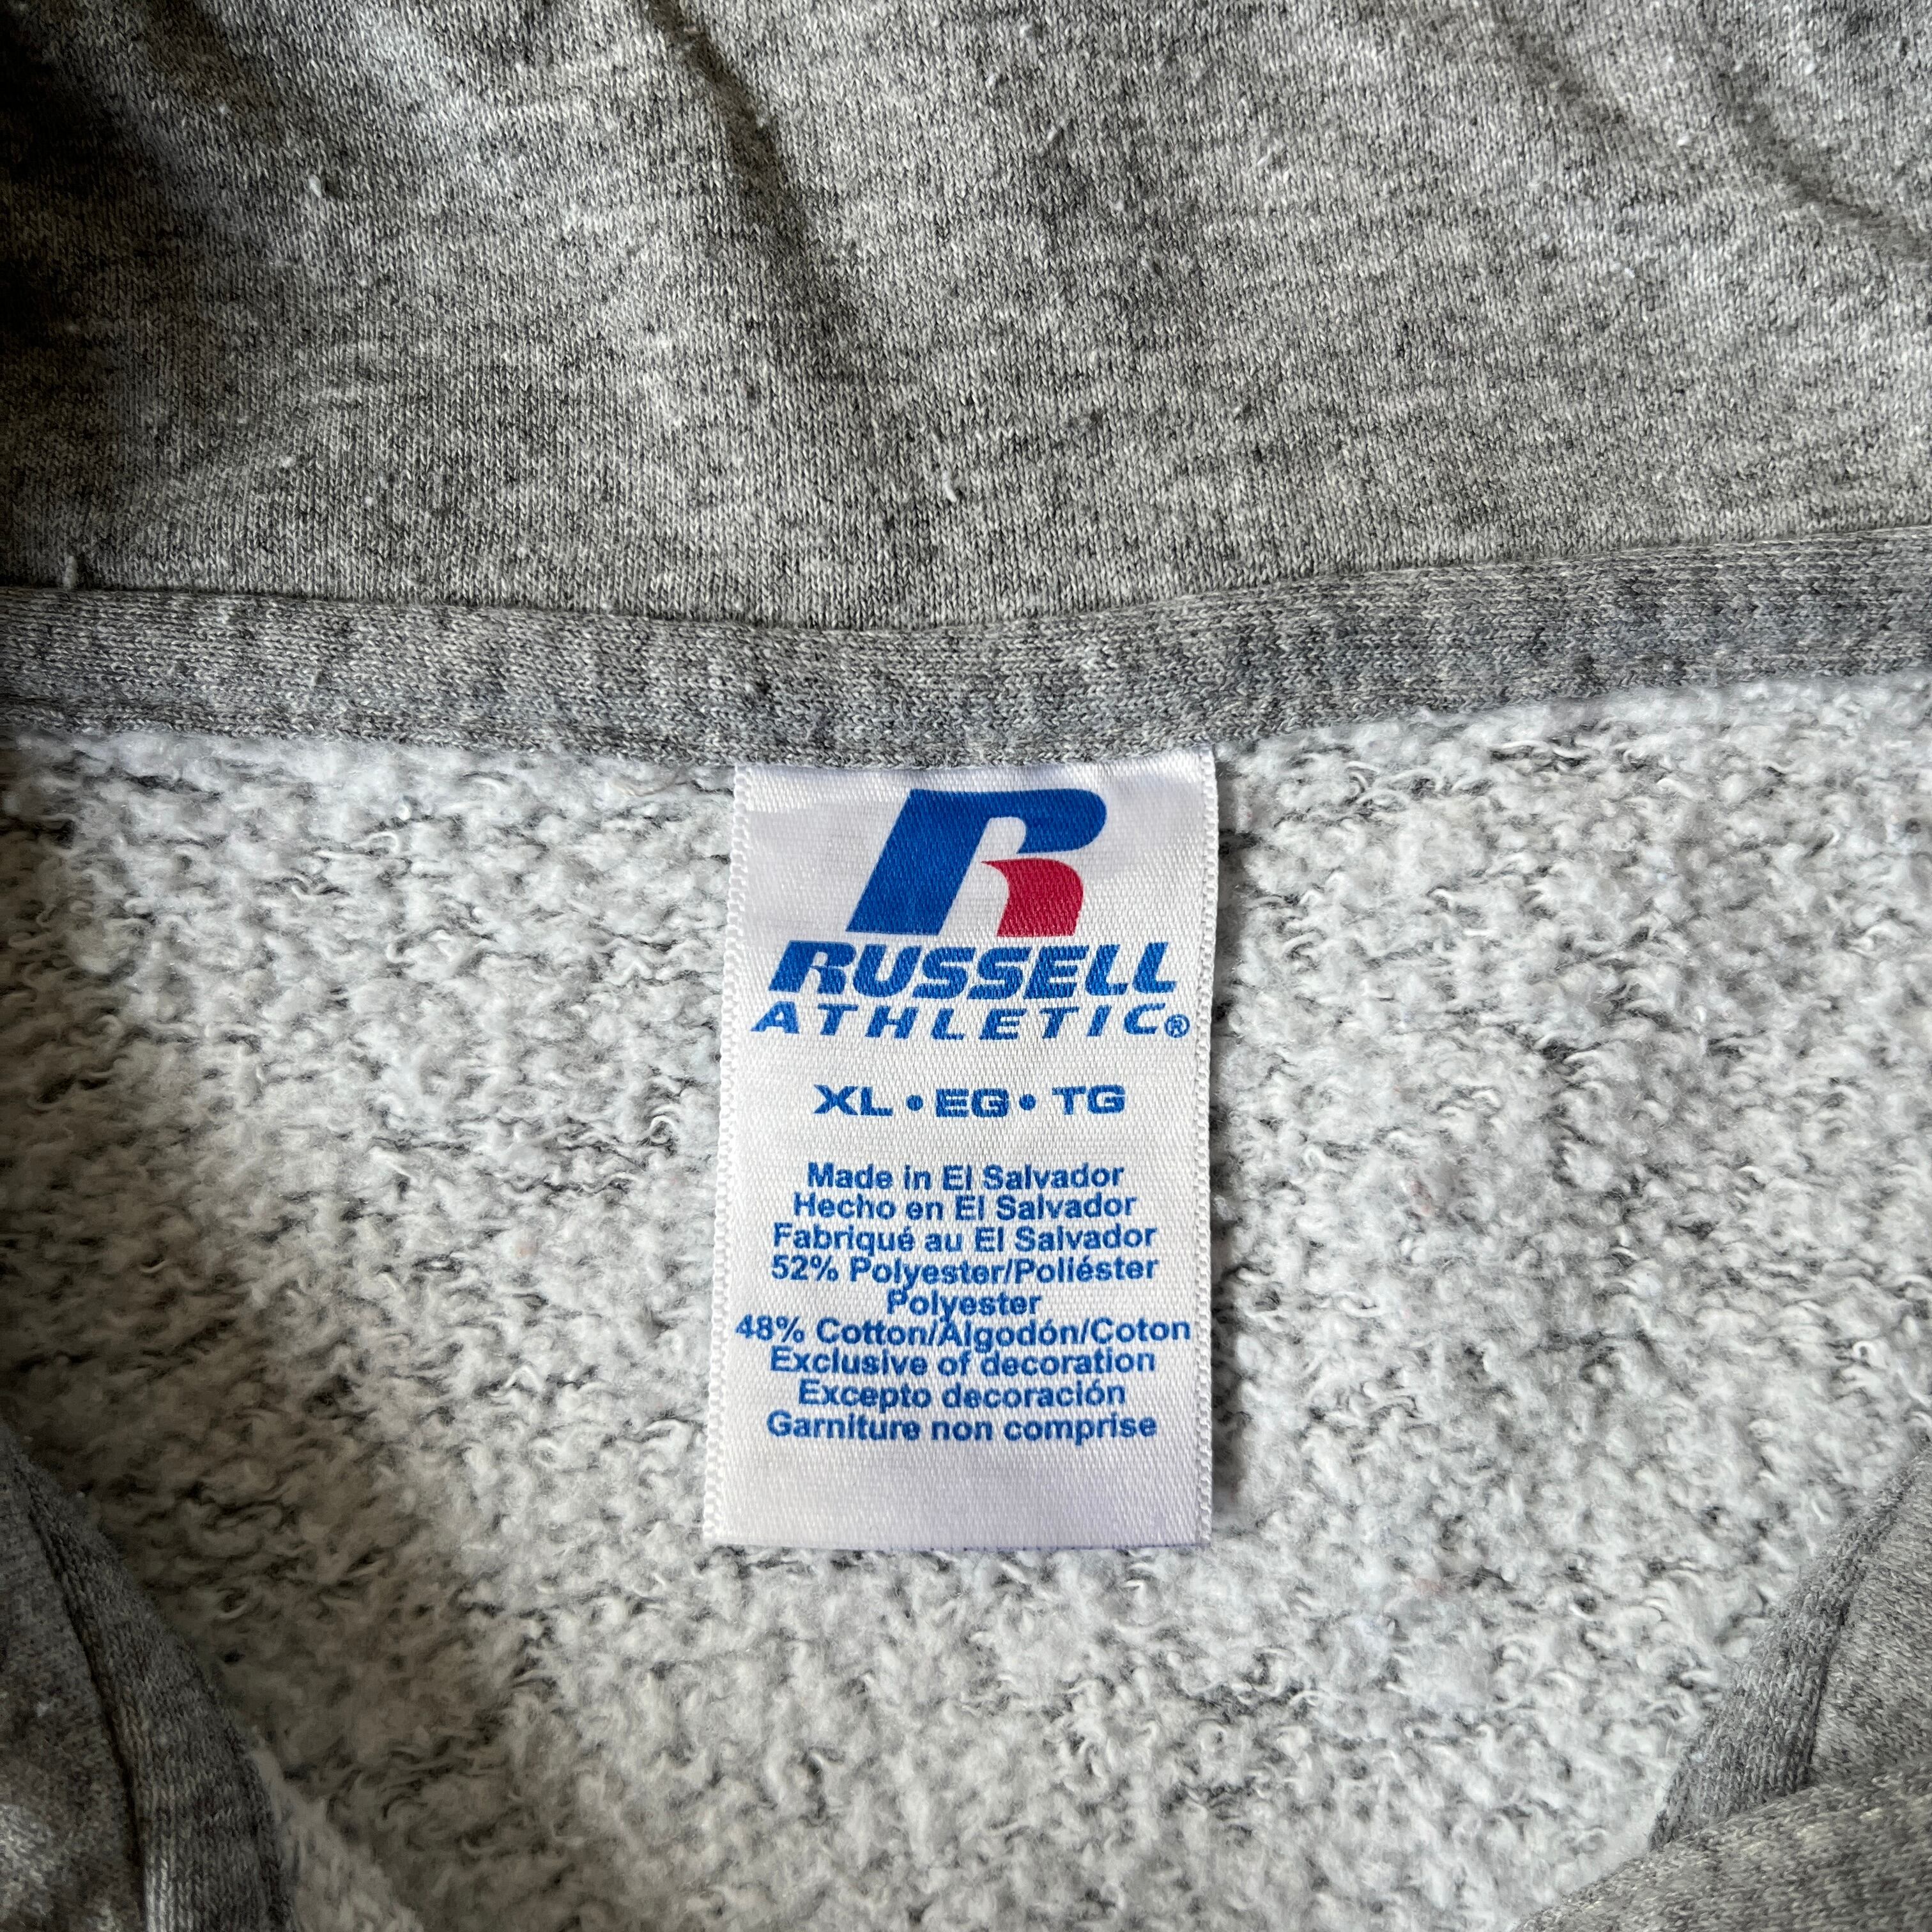 R
RUSSELL
ATHLETIC®
XL • EG • TG
Made in El Salvador
Hecho en El Salvador
Fabriqué au El Salvador
52% Polyester/Poliéster
Polyester
48% Cotton/Algodón/Coton
Exclusive of decoration
Excepto decoración
Garniture non comprise